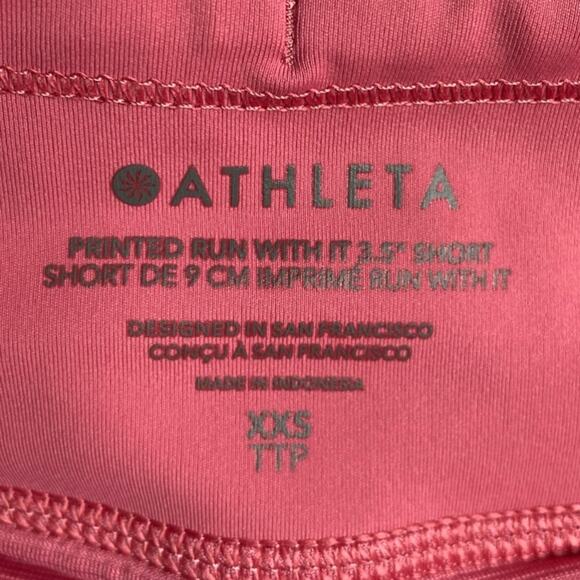 ATHLETA
PRINTED RUN WITH IT 3.5" SHORT
SHORT DE 9 CM IMPRIMÉ RUN WITH IT
DESIGNED IN SAN FRANCISCO
CONÇU À SAN FRANCISCO
MADE IN INDONESIA
XXS
TTP